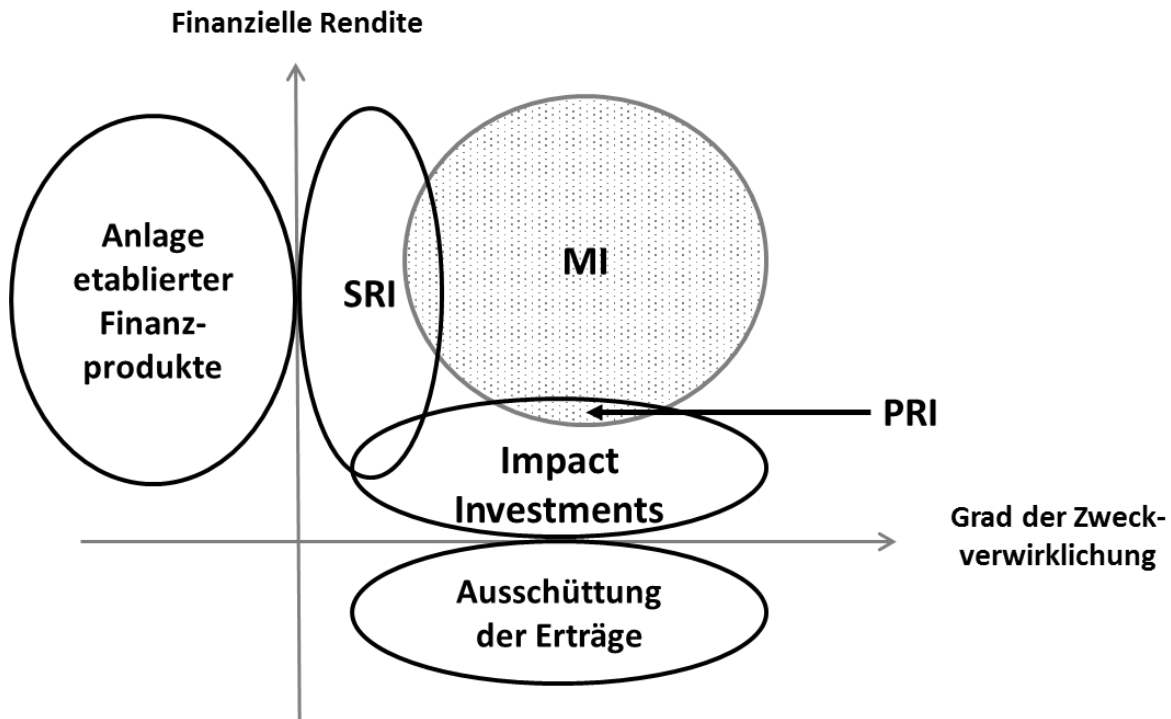 Finanzielle Rendite
Anlage
etablierter
Finanz-
produkte
SRI
MI
PRI
Impact
Investments
Grad der Zweck-
verwirklichung
Ausschüttung
der Erträge